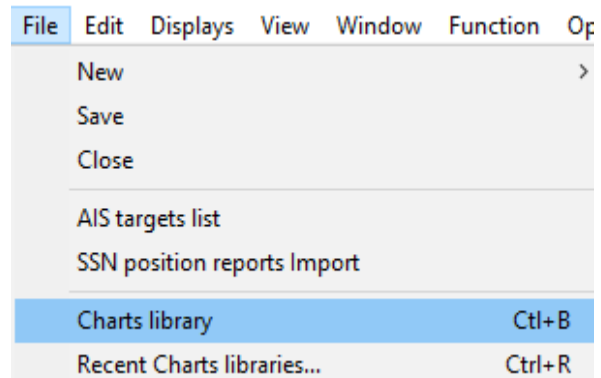 File Edit Displays View Window Function Op
New >
Save
Close
AIS targets list
SSN position reports Import
Charts library Ctl+B
Recent Charts libraries... Ctrl+R